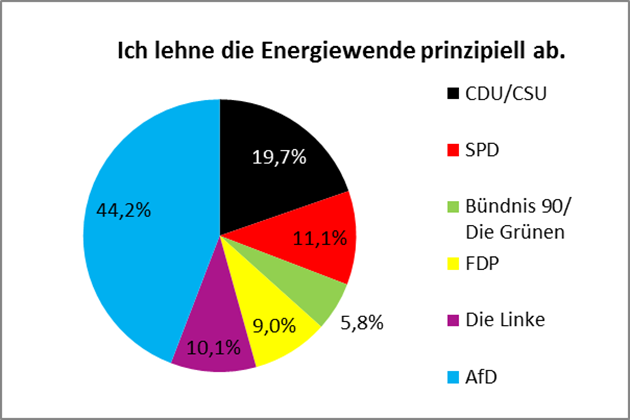 Ich lehne die Energiewende prinzipiell ab.
CDU/CSU
SPD
Bündnis 90/
Die Grünen
FDP
Die Linke
AfD
19,7%
11,1%
5,8%
9,0%
10,1%
44,2%